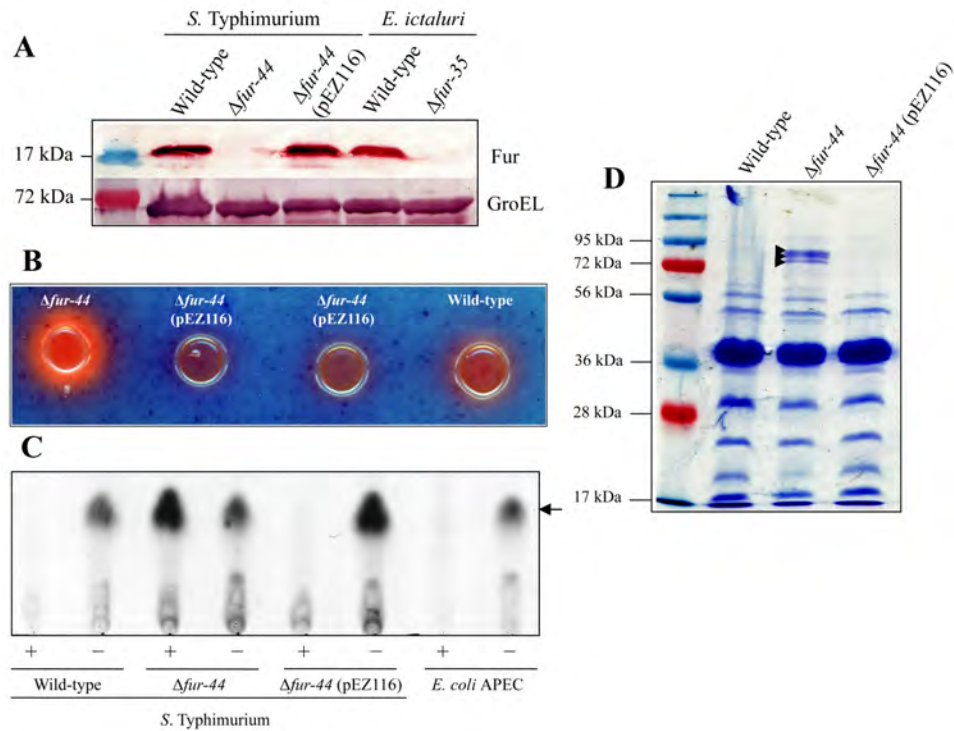 A
S. Typhimurium
E. ictaluri
Wild-type
Δfur-44
Δfur-44
(pEZ116)
Wild-type
Δfur-35
17 kDa
Fur
72 kDa
GroEL
B
Δfur-44
Δfur-44
(pEZ116)
Δfur-44
(pEZ116)
Wild-type
C
+
−
+
−
+
−
+
−
Wild-type
Δfur-44
Δfur-44 (pEZ116)
E. coli APEC
S. Typhimurium
D
Wild-type
Δfur-44
Δfur-44 (pEZ116)
95 kDa
72 kDa
56 kDa
36 kDa
28 kDa
17 kDa